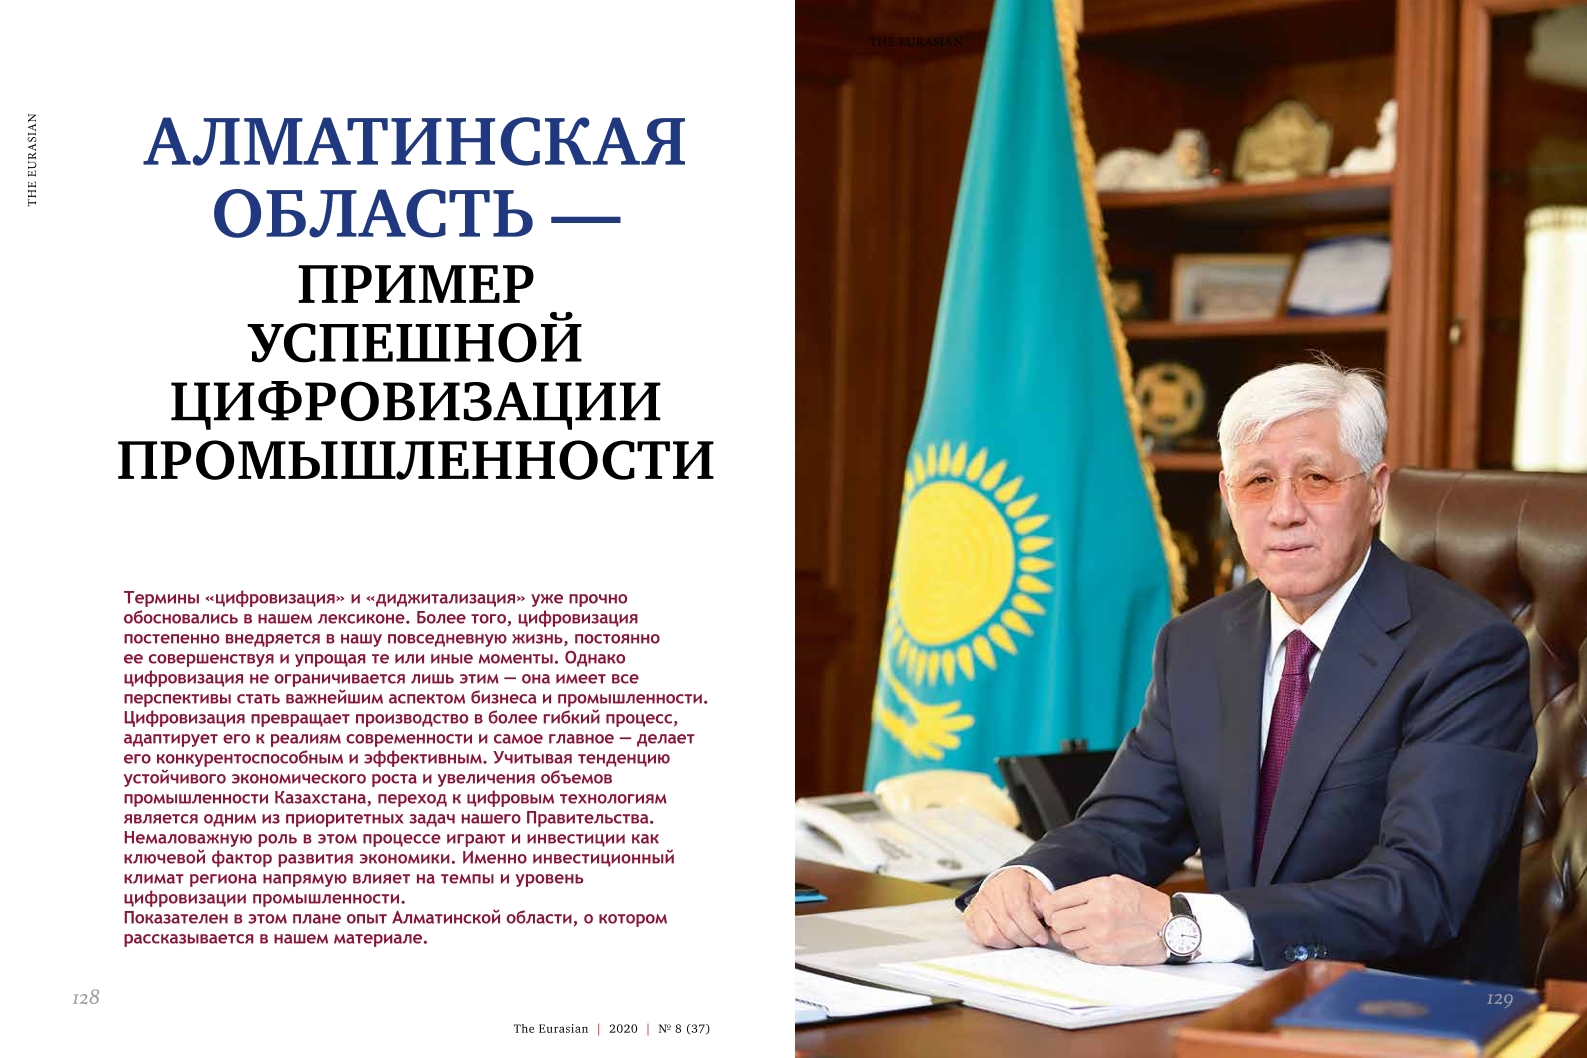 THE EURASIAN
АЛМАТИНСКАЯ
ОБЛАСТЬ —
ПРИМЕР
УСПЕШНОЙ
ЦИФРОВИЗАЦИИ
ПРОМЫШЛЕННОСТИ
Термины «цифровизация» и «диджитализация» уже прочно
обосновались в нашем лексиконе. Более того, цифровизация
постепенно внедряется в нашу повседневную жизнь, постоянно
ее совершенствуя и упрощая те или иные моменты. Однако
цифровизация не ограничивается лишь этим — она имеет все
перспективы стать важнейшим аспектом бизнеса и промышленности.
Цифровизация превращает производство в более гибкий процесс,
адаптирует его к реалиям современности и самое главное — делает
его конкурентоспособным и эффективным. Учитывая тенденцию
устойчивого экономического роста и увеличения объемов
промышленности Казахстана, переход к цифровым технологиям
является одним из приоритетных задач нашего Правительства.
Немаловажную роль в этом процессе играют и инвестиции как
ключевой фактор развития экономики. Именно инвестиционный
климат региона напрямую влияет на темпы и уровень
цифровизации промышленности.
Показателен в этом плане опыт Алматинской области, о котором
рассказывается в нашем материале.
128
The Eurasian | 2020 | № 8 (37)
THE EURASIAN
129